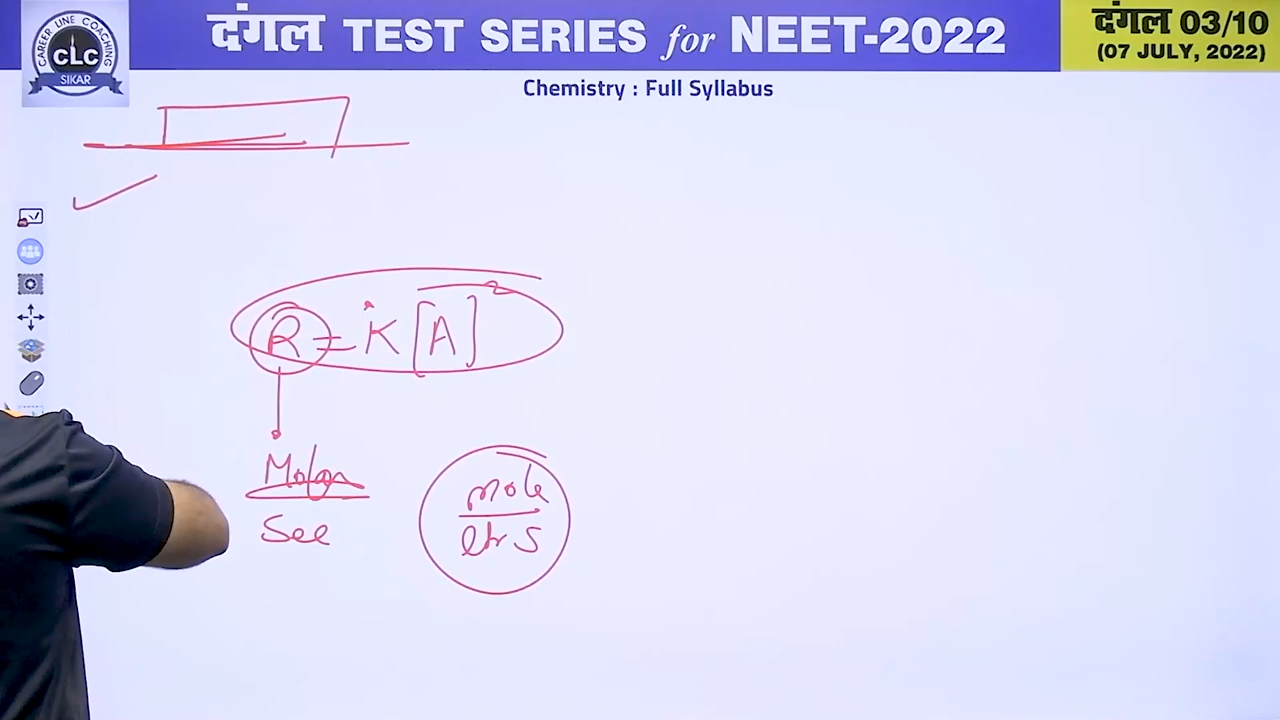 दंगल TEST SERIES for NEET-2022
दंगल 03/10
(07 JULY, 2022)
CAREER LINE COACHING
CLC
SIKAR
Chemistry : Full Syllabus
R = K [A]²
Molar
Sec
mole
ltr S